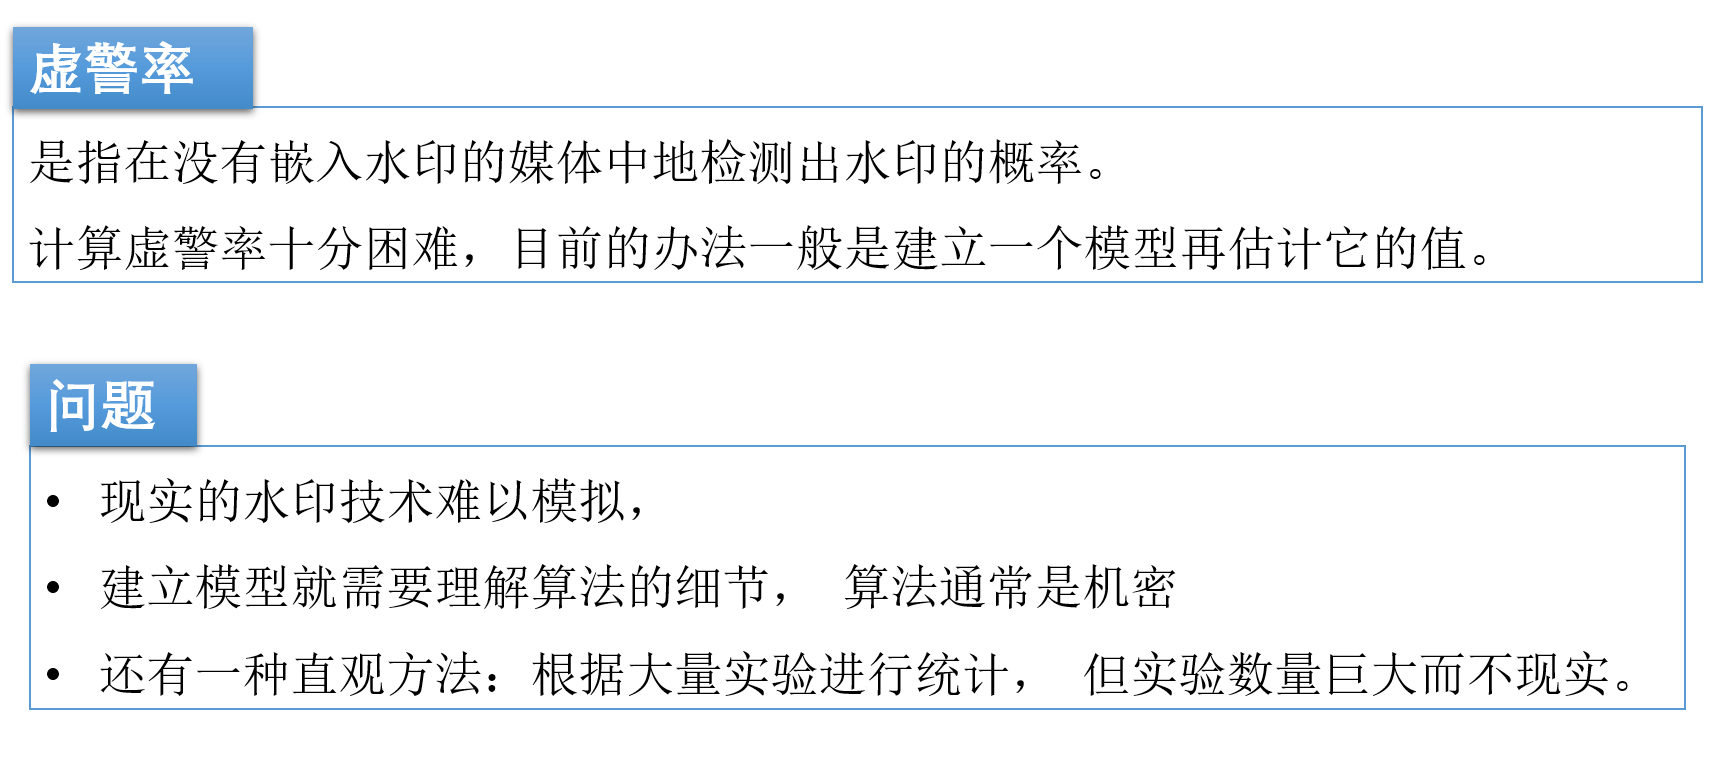 虚警率
是指在没有嵌入水印的媒体中地检测出水印的概率。
计算虚警率十分困难，目前的办法一般是建立一个模型再估计它的值。
问题
• 现实的水印技术难以模拟，
• 建立模型就需要理解算法的细节， 算法通常是机密
• 还有一种直观方法：根据大量实验进行统计， 但实验数量巨大而不现实。